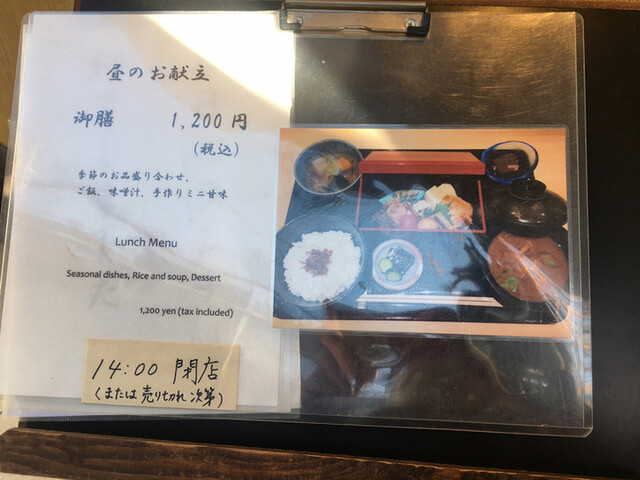 昼のお献立
御膳 1,200円
(税込)
季節のお品盛り合わせ、
ご飯、味噌汁、手作りミニ甘味
Lunch Menu
Seasonal dishes, Rice and soup, Dessert
1,200 yen (tax included)
14:00 閉店
(または売り切れ次第)